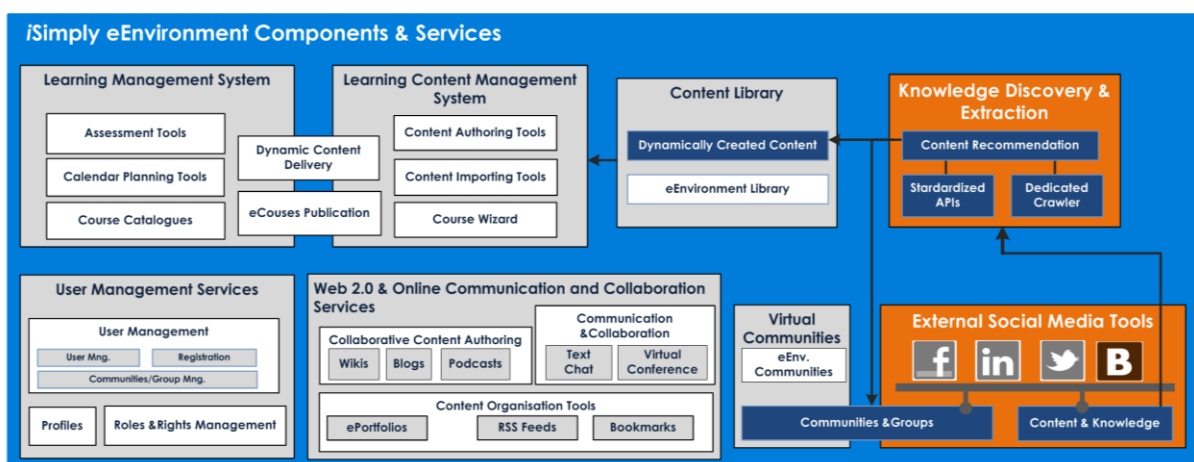 iSimply eEnvironment Components & Services
Learning Management System
Assessment Tools
Calendar Planning Tools
Course Catalogues
Dynamic Content
Delivery
eCouses Publication
Learning Content Management
System
Content Authoring Tools
Content Importing Tools
Course Wizard
Content Library
Dynamically Created Content
eEnvironment Library
Knowledge Discovery &
Extraction
Content Recommendation
Stardardized
APIs
Dedicated
Crawler
User Management Services
User Management
User Mng.
Registration
Communities/Group Mng.
Profiles
Roles &Rights Management
Web 2.0 & Online Communication and Collaboration
Services
Collaborative Content Authoring
Wikis
Blogs
Podcasts
Communication
&Collaboration
Text
Chat
Virtual
Conference
Content Organisation Tools
ePortfolios
RSS Feeds
Bookmarks
Virtual
Communities
eEnv.
Communities
Communities &Groups
External Social Media Tools
f
in
B
Content & Knowledge